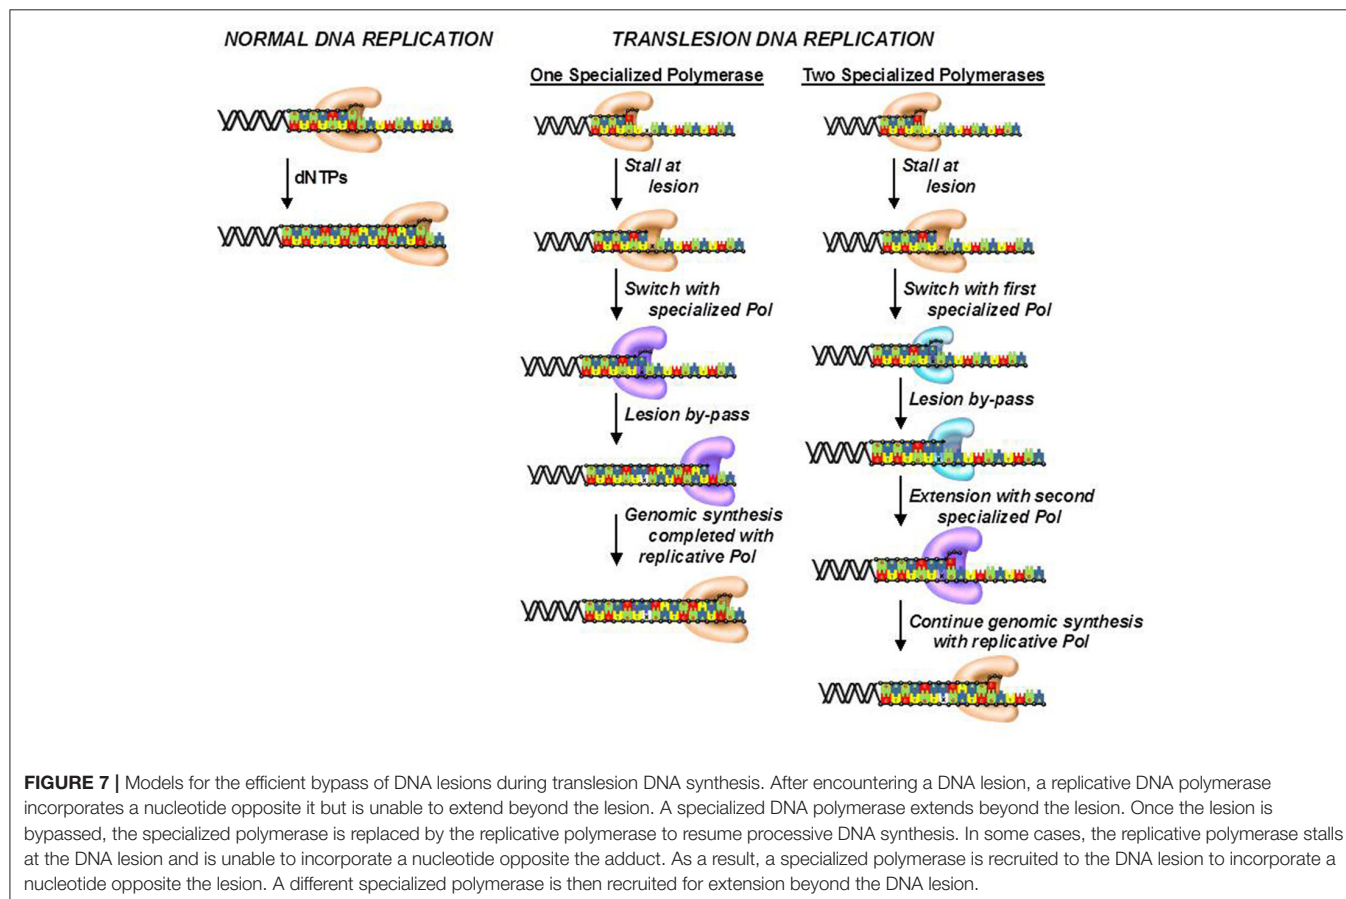 NORMAL DNA REPLICATION
TRANSLESION DNA REPLICATION
One Specialized Polymerase
Two Specialized Polymerases
dNTPs
Stall at
lesion
Switch with
specialized Pol
Lesion by-pass
Genomic synthesis
completed with
replicative Pol
Stall at
lesion
Switch with first
specialized Pol
Lesion by-pass
Extension with second
specialized Pol
Continue genomic synthesis
with replicative Pol
FIGURE 7 | Models for the efficient bypass of DNA lesions during translesion DNA synthesis. After encountering a DNA lesion, a replicative DNA polymerase
incorporates a nucleotide opposite it but is unable to extend beyond the lesion. A specialized DNA polymerase extends beyond the lesion. Once the lesion is
bypassed, the specialized polymerase is replaced by the replicative polymerase to resume processive DNA synthesis. In some cases, the replicative polymerase stalls
at the DNA lesion and is unable to incorporate a nucleotide opposite the adduct. As a result, a specialized polymerase is recruited to the DNA lesion to incorporate a
nucleotide opposite the lesion. A different specialized polymerase is then recruited for extension beyond the DNA lesion.